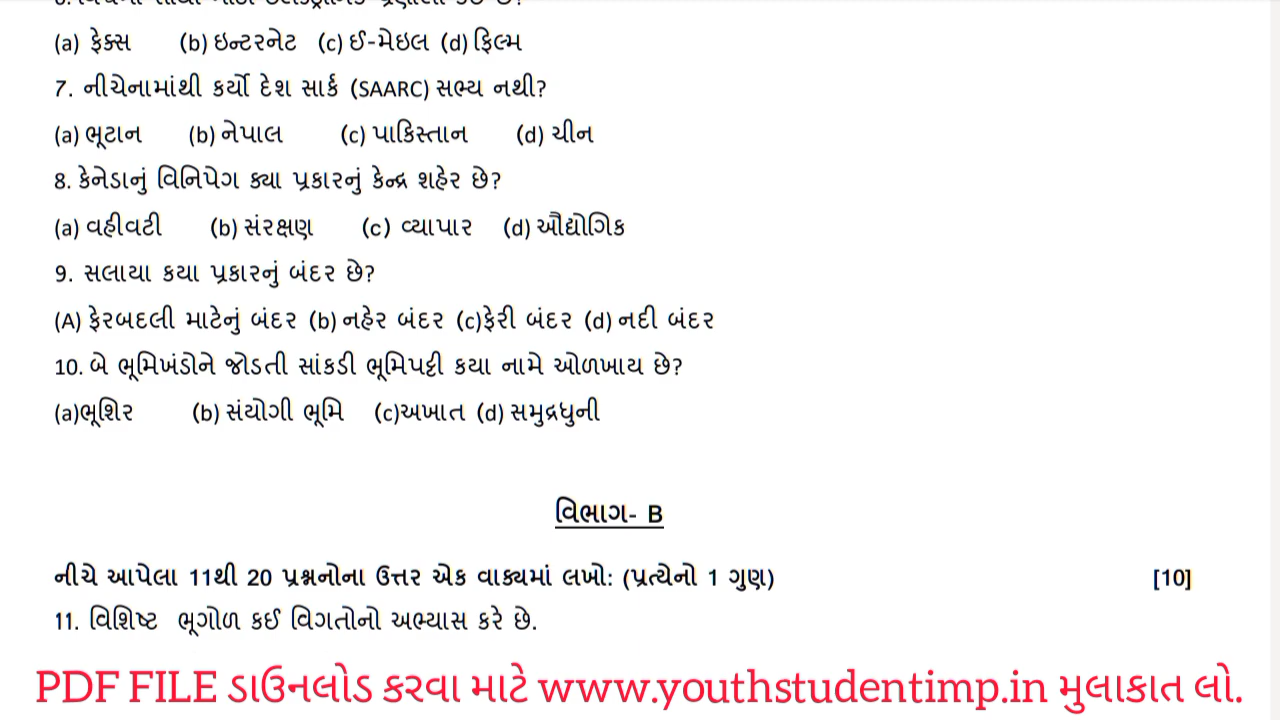 (a) ફેક્સ (b) ઇન્ટરનેટ (c) ઈ-મેઇલ (d) ફિલ્મ
7. નીચેનામાંથી કર્યો દેશ સાર્ક (SAARC) સભ્ય નથી?
(a) ભૂટાન (b) નેપાલ (c) પાકિસ્તાન (d) ચીન
8. કેનેડાનું વિનિપેગ ક્યા પ્રકારનું કેન્દ્ર શહેર છે?
(a) વહીવટી (b) સંરક્ષણ (c) વ્યાપાર (d) ઔદ્યોગિક
9. સલાયા કયા પ્રકારનું બંદર છે?
(A) ફેરબદલી માટેનું બંદર (b) નહેર બંદર (c)ફેરી બંદર (d) નદી બંદર
10. બે ભૂમિખંડોને જોડતી સાંકડી ભૂમિપટ્ટી કયા નામે ઓળખાય છે?
(a)ભૂશિર (b) સંયોગી ભૂમિ (c)અખાત (d) સમુદ્રધુની
વિભાગ- B
નીચે આપેલા 11થી 20 પ્રશ્નનોના ઉત્તર એક વાક્યમાં લખો: (પ્રત્યેનો 1 ગુણ) [10]
11. વિશિષ્ટ ભૂગોળ કઈ વિગતોનો અભ્યાસ કરે છે.
PDF FILE ડાઉનલોડ કરવા માટે www.youthstudentimp.in મુલાકાત લો.